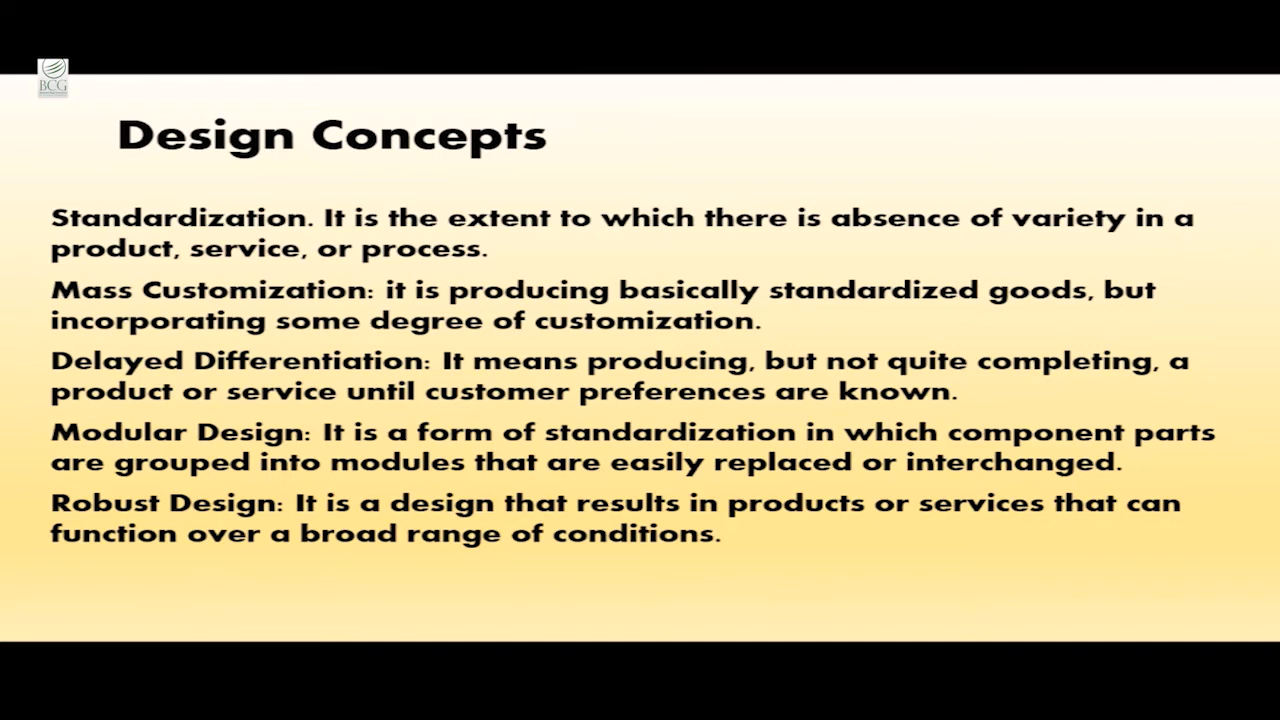 BCG
Design Concepts
Standardization. It is the extent to which there is absence of variety in a
product, service, or process.
Mass Customization: it is producing basically standardized goods, but
incorporating some degree of customization.
Delayed Differentiation: It means producing, but not quite completing, a
product or service until customer preferences are known.
Modular Design: It is a form of standardization in which component parts
are grouped into modules that are easily replaced or interchanged.
Robust Design: It is a design that results in products or services that can
function over a broad range of conditions.